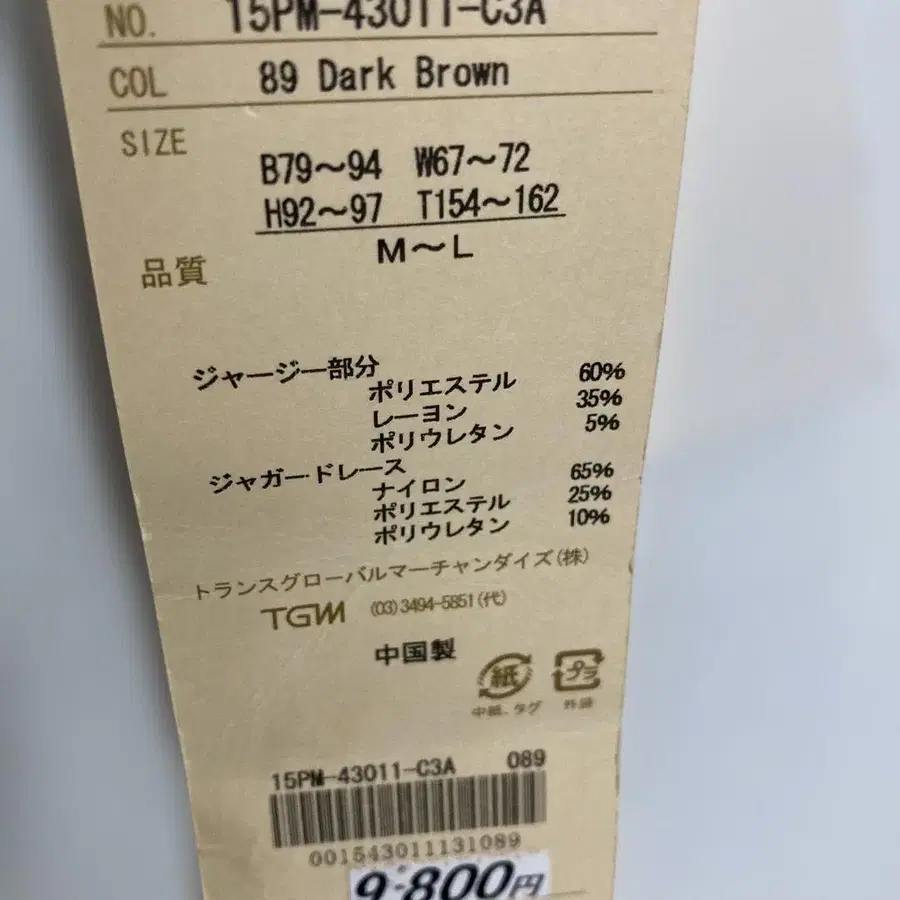 NO. 15PM-43011-C3A
COL 89 Dark Brown
SIZE
B79～94 W67～72
H92～97 T154～162
M～L
品質
ジャージー部分
ポリエステル 60%
レーヨン 35%
ポリウレタン 5%
ジャガードレース
ナイロン 65%
ポリエステル 25%
ポリウレタン 10%
トランスグローバルマーチャンダイズ(株)
TGM (03)3494-5851(代)
中国製
紙 プラ
中紙、タグ 外袋
15PM-43011-C3A 089
001543011131089
9,800円